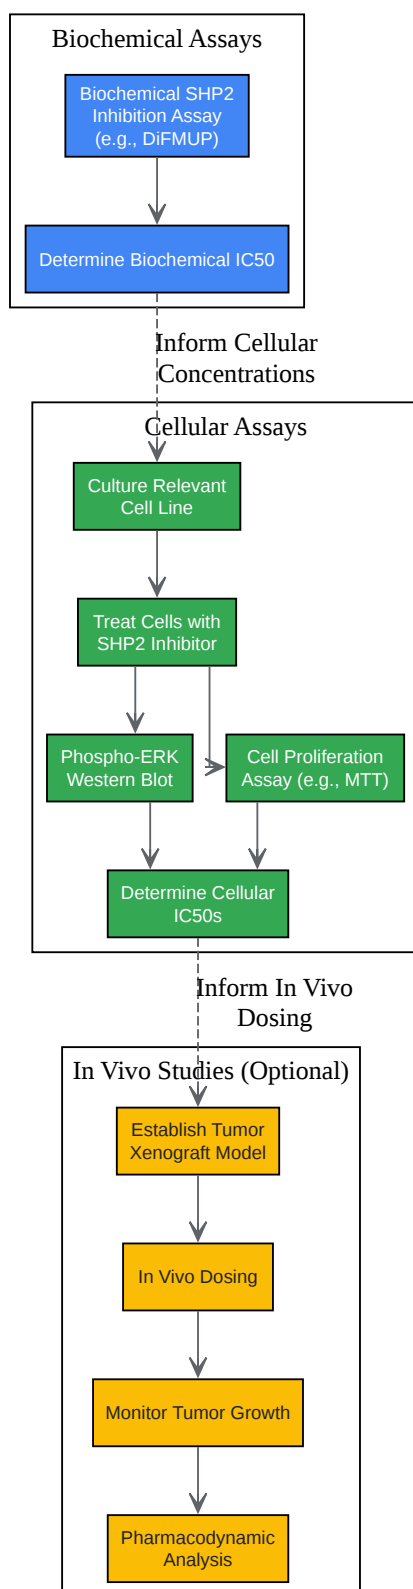 Biochemical Assays
Biochemical SHP2
Inhibition Assay
(e.g., DiFMUP)
Determine Biochemical IC50
Inform Cellular
Concentrations
Cellular Assays
Culture Relevant
Cell Line
Treat Cells with
SHP2 Inhibitor
Phospho-ERK
Western Blot
Cell Proliferation
Assay (e.g., MTT)
Determine Cellular
IC50s
Inform In Vivo
Dosing
In Vivo Studies (Optional)
Establish Tumor
Xenograft Model
In Vivo Dosing
Monitor Tumor Growth
Pharmacodynamic
Analysis